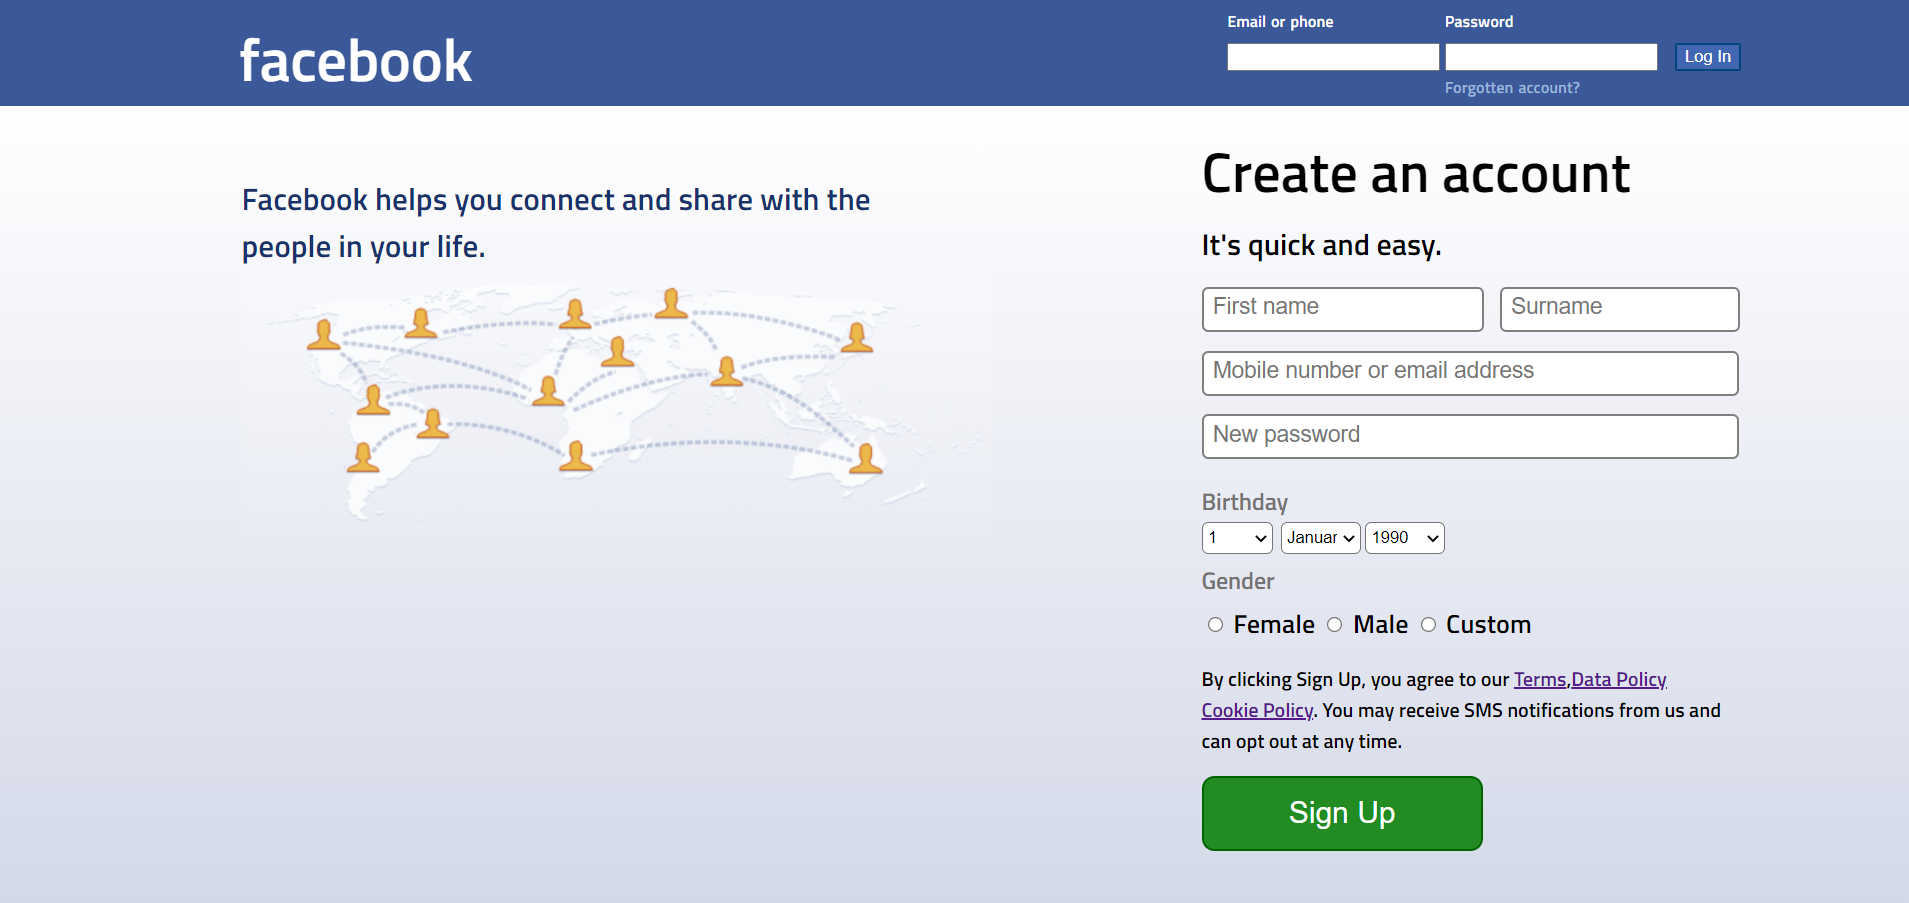 facebook
Email or phone
Password
Log In
Forgotten account?
Facebook helps you connect and share with the
people in your life.
Create an account
It's quick and easy.
First name
Surname
Mobile number or email address
New password
Birthday
1
Januar
1990
Gender
Female
Male
Custom
By clicking Sign Up, you agree to our Terms,Data Policy
Cookie Policy. You may receive SMS notifications from us and
can opt out at any time.
Sign Up